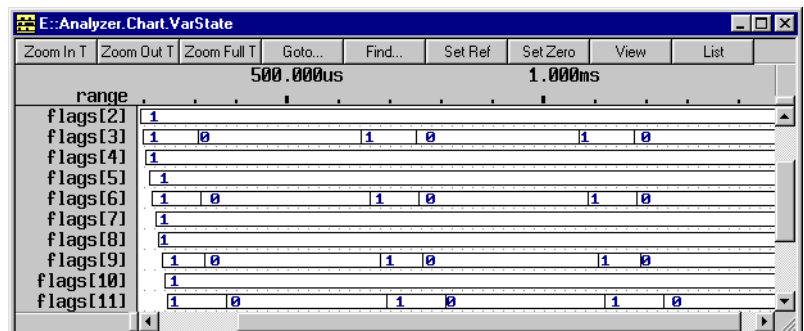 E::Analyzer.Chart.VarState
Zoom In T Zoom Out T Zoom Full T Goto... Find... Set Ref Set Zero View List
500.000us 1.000ms
range
flags[2] 1
flags[3] 1 0 1 0 1 0
flags[4] 1
flags[5] 1
flags[6] 1 0 1 0 1 0
flags[7] 1
flags[8] 1
flags[9] 1 0 1 0 1 0
flags[10] 1
flags[11] 1 0 1 0 1 0